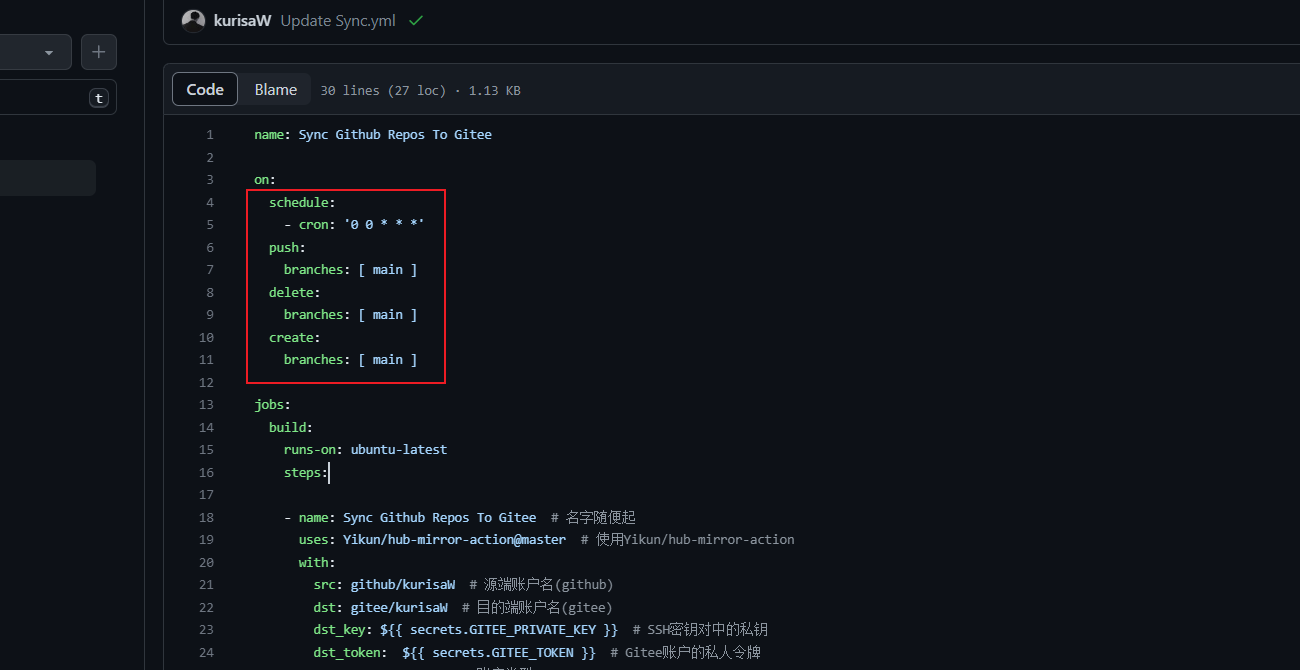 kurisaW Update Sync.yml
t
Code Blame 30 lines (27 loc) · 1.13 KB
1 name: Sync Github Repos To Gitee
2
3 on:
4 schedule:
5 - cron: '0 0 * * *'
6 push:
7 branches: [ main ]
8 delete:
9 branches: [ main ]
10 create:
11 branches: [ main ]
12
13 jobs:
14 build:
15 runs-on: ubuntu-latest
16 steps:
17
18 - name: Sync Github Repos To Gitee # 名字随便起
19 uses: Yikun/hub-mirror-action@master # 使用Yikun/hub-mirror-action
20 with:
21 src: github/kurisaW # 源端账户名(github)
22 dst: gitee/kurisaW # 目的端账户名(gitee)
23 dst_key: ${{ secrets.GITEE_PRIVATE_KEY }} # SSH密钥对中的私钥
24 dst_token: ${{ secrets.GITEE_TOKEN }} # Gitee账户的私人令牌